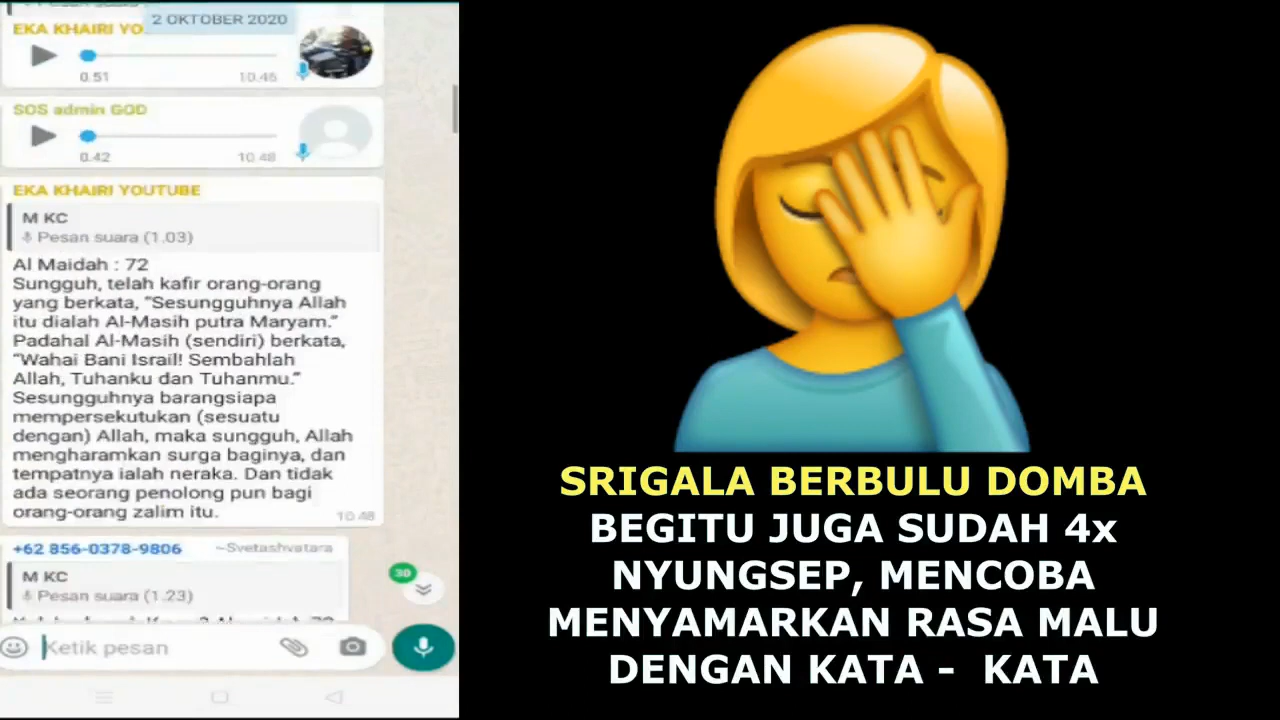 2 OKTOBER 2020
EKA KHAIRI YO
0.51
10.46
SOS admin GOD
0.42
10.48
EKA KHAIRI YOUTUBE
M KC
Pesan suara (1.03)
Al Maidah : 72
Sungguh, telah kafir orang-orang
yang berkata, "Sesungguhnya Allah
itu dialah Al-Masih putra Maryam."
Padahal Al-Masih (sendiri) berkata,
"Wahai Bani Israil! Sembahlah
Allah, Tuhanku dan Tuhanmu."
Sesungguhnya barangsiapa
mempersekutukan (sesuatu
dengan) Allah, maka sungguh, Allah
mengharamkan surga baginya, dan
tempatnya ialah neraka. Dan tidak
ada seorang penolong pun bagi
orang-orang zalim itu.
10.48
+62 856-0378-9806 ~Svetashvatara
M KC
Pesan suara (1.23)
30
Ketik pesan
SRIGALA BERBULU DOMBA
BEGITU JUGA SUDAH 4x
NYUNGSEP, MENCOBA
MENYAMARKAN RASA MALU
DENGAN KATA - KATA